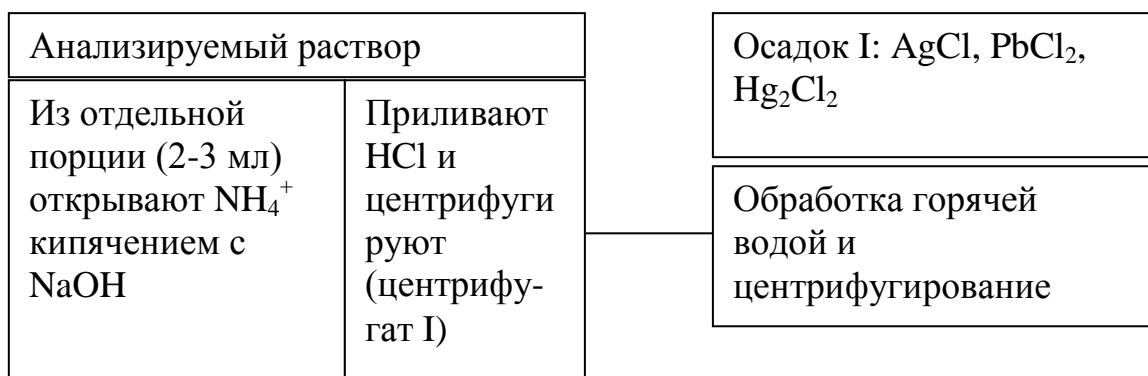 Анализируемый раствор
Из отдельной
порции (2-3 мл)
открывают NH₄⁺
кипячением с
NaOH
Приливают
HCl и
центрифуги
руют
(центрифу-
гат I)
Осадок I: AgCl, PbCl₂,
Hg₂Cl₂
Обработка горячей
водой и
центрифугирование